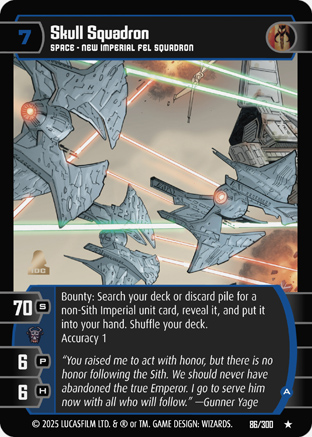 7
Skull Squadron
SPACE - NEW IMPERIAL FEL SQUADRON
100
70 S
6 P
6 H
Bounty: Search your deck or discard pile for a
non-Sith Imperial unit card, reveal it, and put it
into your hand. Shuffle your deck.
Accuracy 1
“You raised me to act with honor, but there is no
honor following the Sith. We should never have
abandoned the true Emperor. I go to serve him
now with all who will follow.” —Gunner Yage
A
© 2025 LUCASFILM LTD. & ® or TM. GAME DESIGN: WIZARDS.
86/300 ★